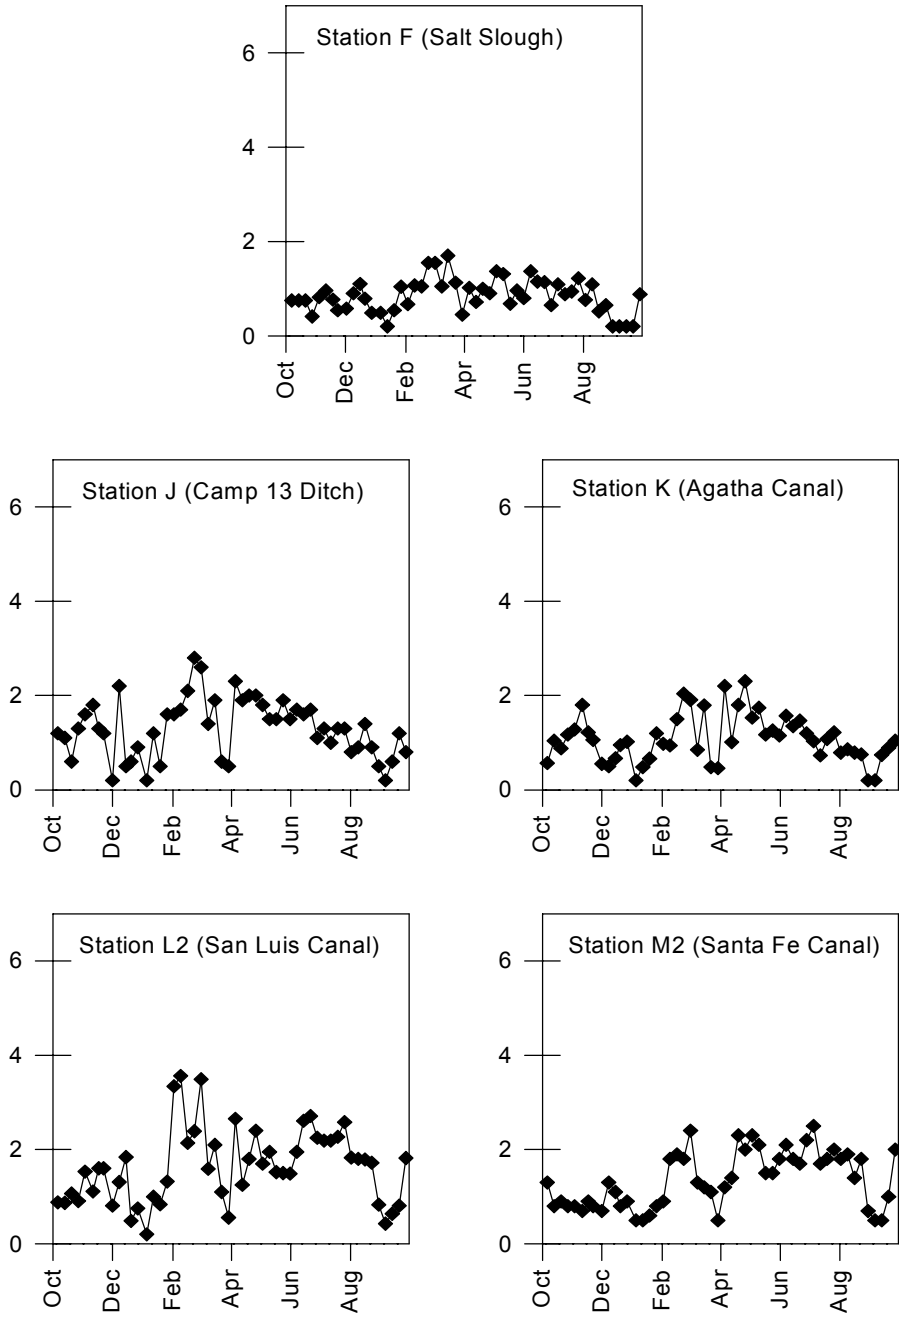 Station F (Salt Slough)
6
4
2
0
Oct
Dec
Feb
Apr
Jun
Aug
Station J (Camp 13 Ditch)
6
4
2
0
Oct
Dec
Feb
Apr
Jun
Aug
Station K (Agatha Canal)
6
4
2
0
Oct
Dec
Feb
Apr
Jun
Aug
Station L2 (San Luis Canal)
6
4
2
0
Oct
Dec
Feb
Apr
Jun
Aug
Station M2 (Santa Fe Canal)
6
4
2
0
Oct
Dec
Feb
Apr
Jun
Aug